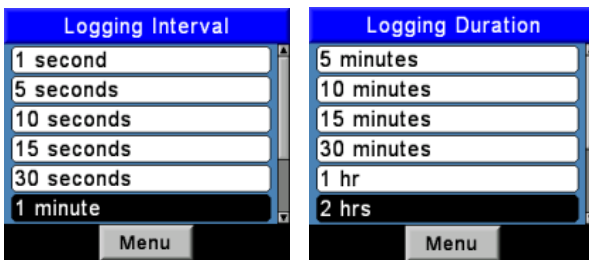 Logging Interval
1 second
5 seconds
10 seconds
15 seconds
30 seconds
1 minute
Menu
Logging Duration
5 minutes
10 minutes
15 minutes
30 minutes
1 hr
2 hrs
Menu